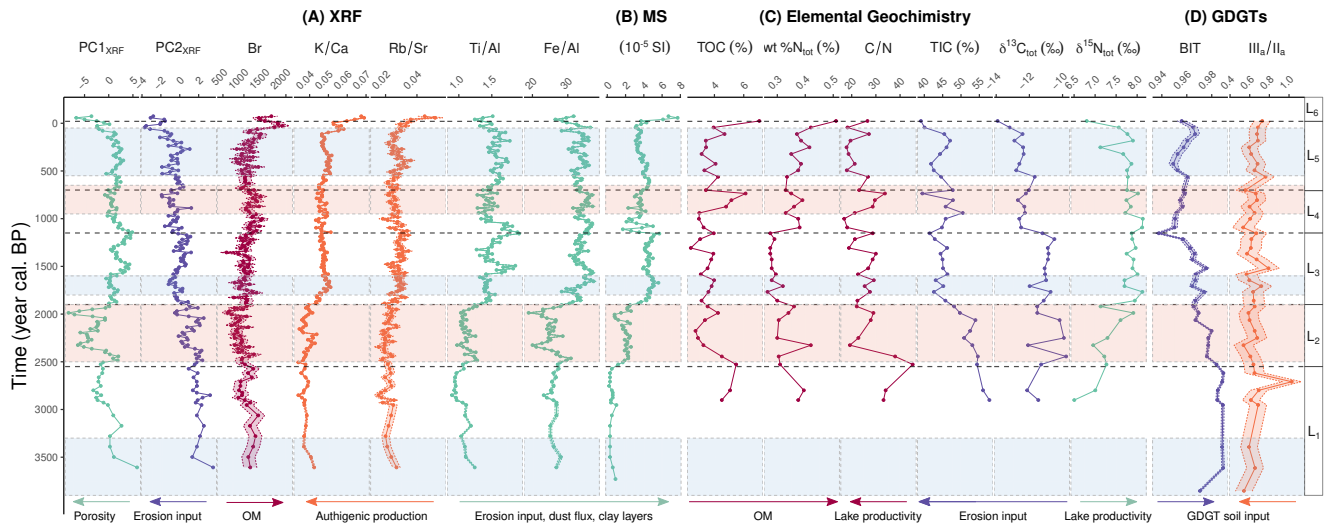 (A) XRF (B) MS (C) Elemental Geochimistry (D) GDGTs
PC1XRF PC2XRF Br K/Ca Rb/Sr Ti/Al Fe/Al (10⁻⁵ SI) TOC (%) wt %Ntot (%) C/N TIC (%) δ¹³Ctot (‰) δ¹⁵Ntot (‰) BIT IIIa/IIa
-5 0 5 -4 -2 0 2 4 500 1000 1500 2000 0.04 0.05 0.06 0.07 0.02 0.04 1.0 1.5 2.0 20 30 0 2 4 6 8 4 6 0.3 0.4 0.5 20 30 40 40 45 50 55 -14 -12 -10 6.5 7.0 7.5 8.0 0.94 0.96 0.98 0.4 0.6 0.8 1.0
Time (year cal. BP)
0
500
1000
1500
2000
2500
3000
3500
L6
L5
L4
L3
L2
L1
Porosity Erosion input OM Authigenic production Erosion input, dust flux, clay layers OM Lake productivity Erosion input Lake productivity GDGT soil input